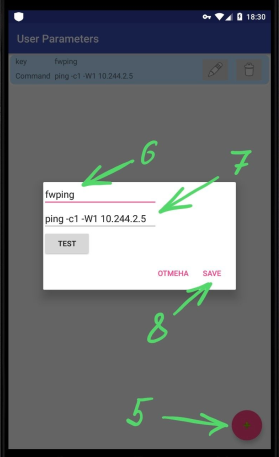 18:30
User Parameters
key fwping
Command ping -c1 -W1 10.244.2.5
6
7
fwping
ping -c1 -W1 10.244.2.5
TEST
ОТМЕНА SAVE
8
5